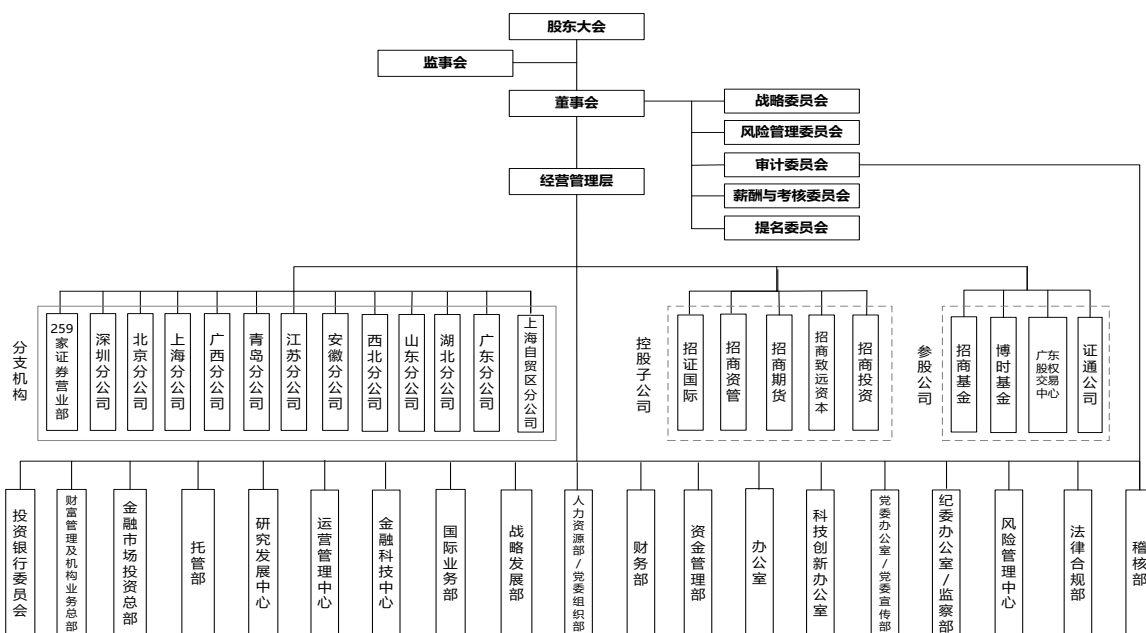 股东大会
监事会
董事会
战略委员会
风险管理委员会
审计委员会
经营管理层
薪酬与考核委员会
提名委员会
分支机构
259家证券营业部
深圳分公司
北京分公司
上海分公司
广西分公司
青岛分公司
江苏分公司
安徽分公司
西北分公司
山东分公司
湖北分公司
广东分公司
上海自贸区分公司
控股子公司
招证国际
招商资管
招商期货
招商致远资本
招商投资
参股公司
招商基金
博时基金
广东股权交易中心
证通公司
投资银行委员会
财富管理及机构业务总部
金融市场投资总部
托管部
研究发展中心
运营管理中心
金融科技中心
国际业务部
战略发展部
人力资源部/党委组织部
财务部
资金管理部
办公室
科技创新办公室
党委办公室/党委宣传部
纪委办公室/监察部
风险管理中心
法律合规部
稽核部